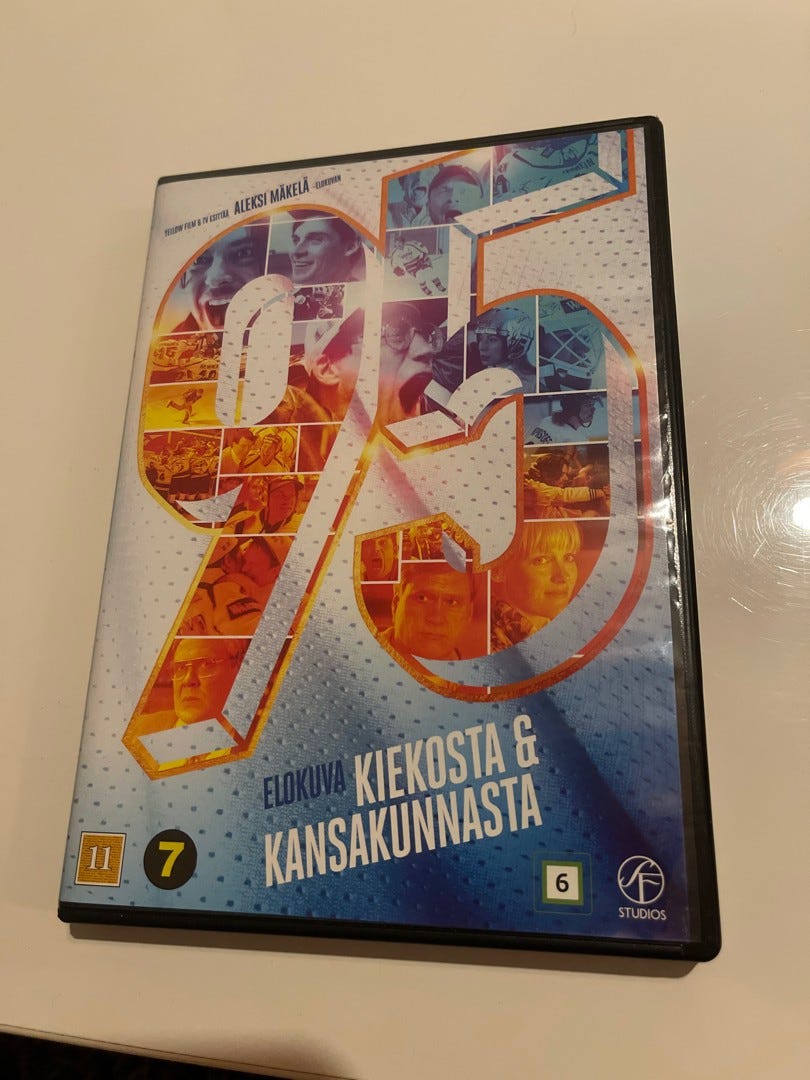 YELLOW FILM & TV ESITTÄÄ ALEKSI MÄKELÄ -ELOKUVAN
95
ELOKUVA KIEKOSTA &
KANSAKUNNASTA
11
7
6
SF
STUDIOS